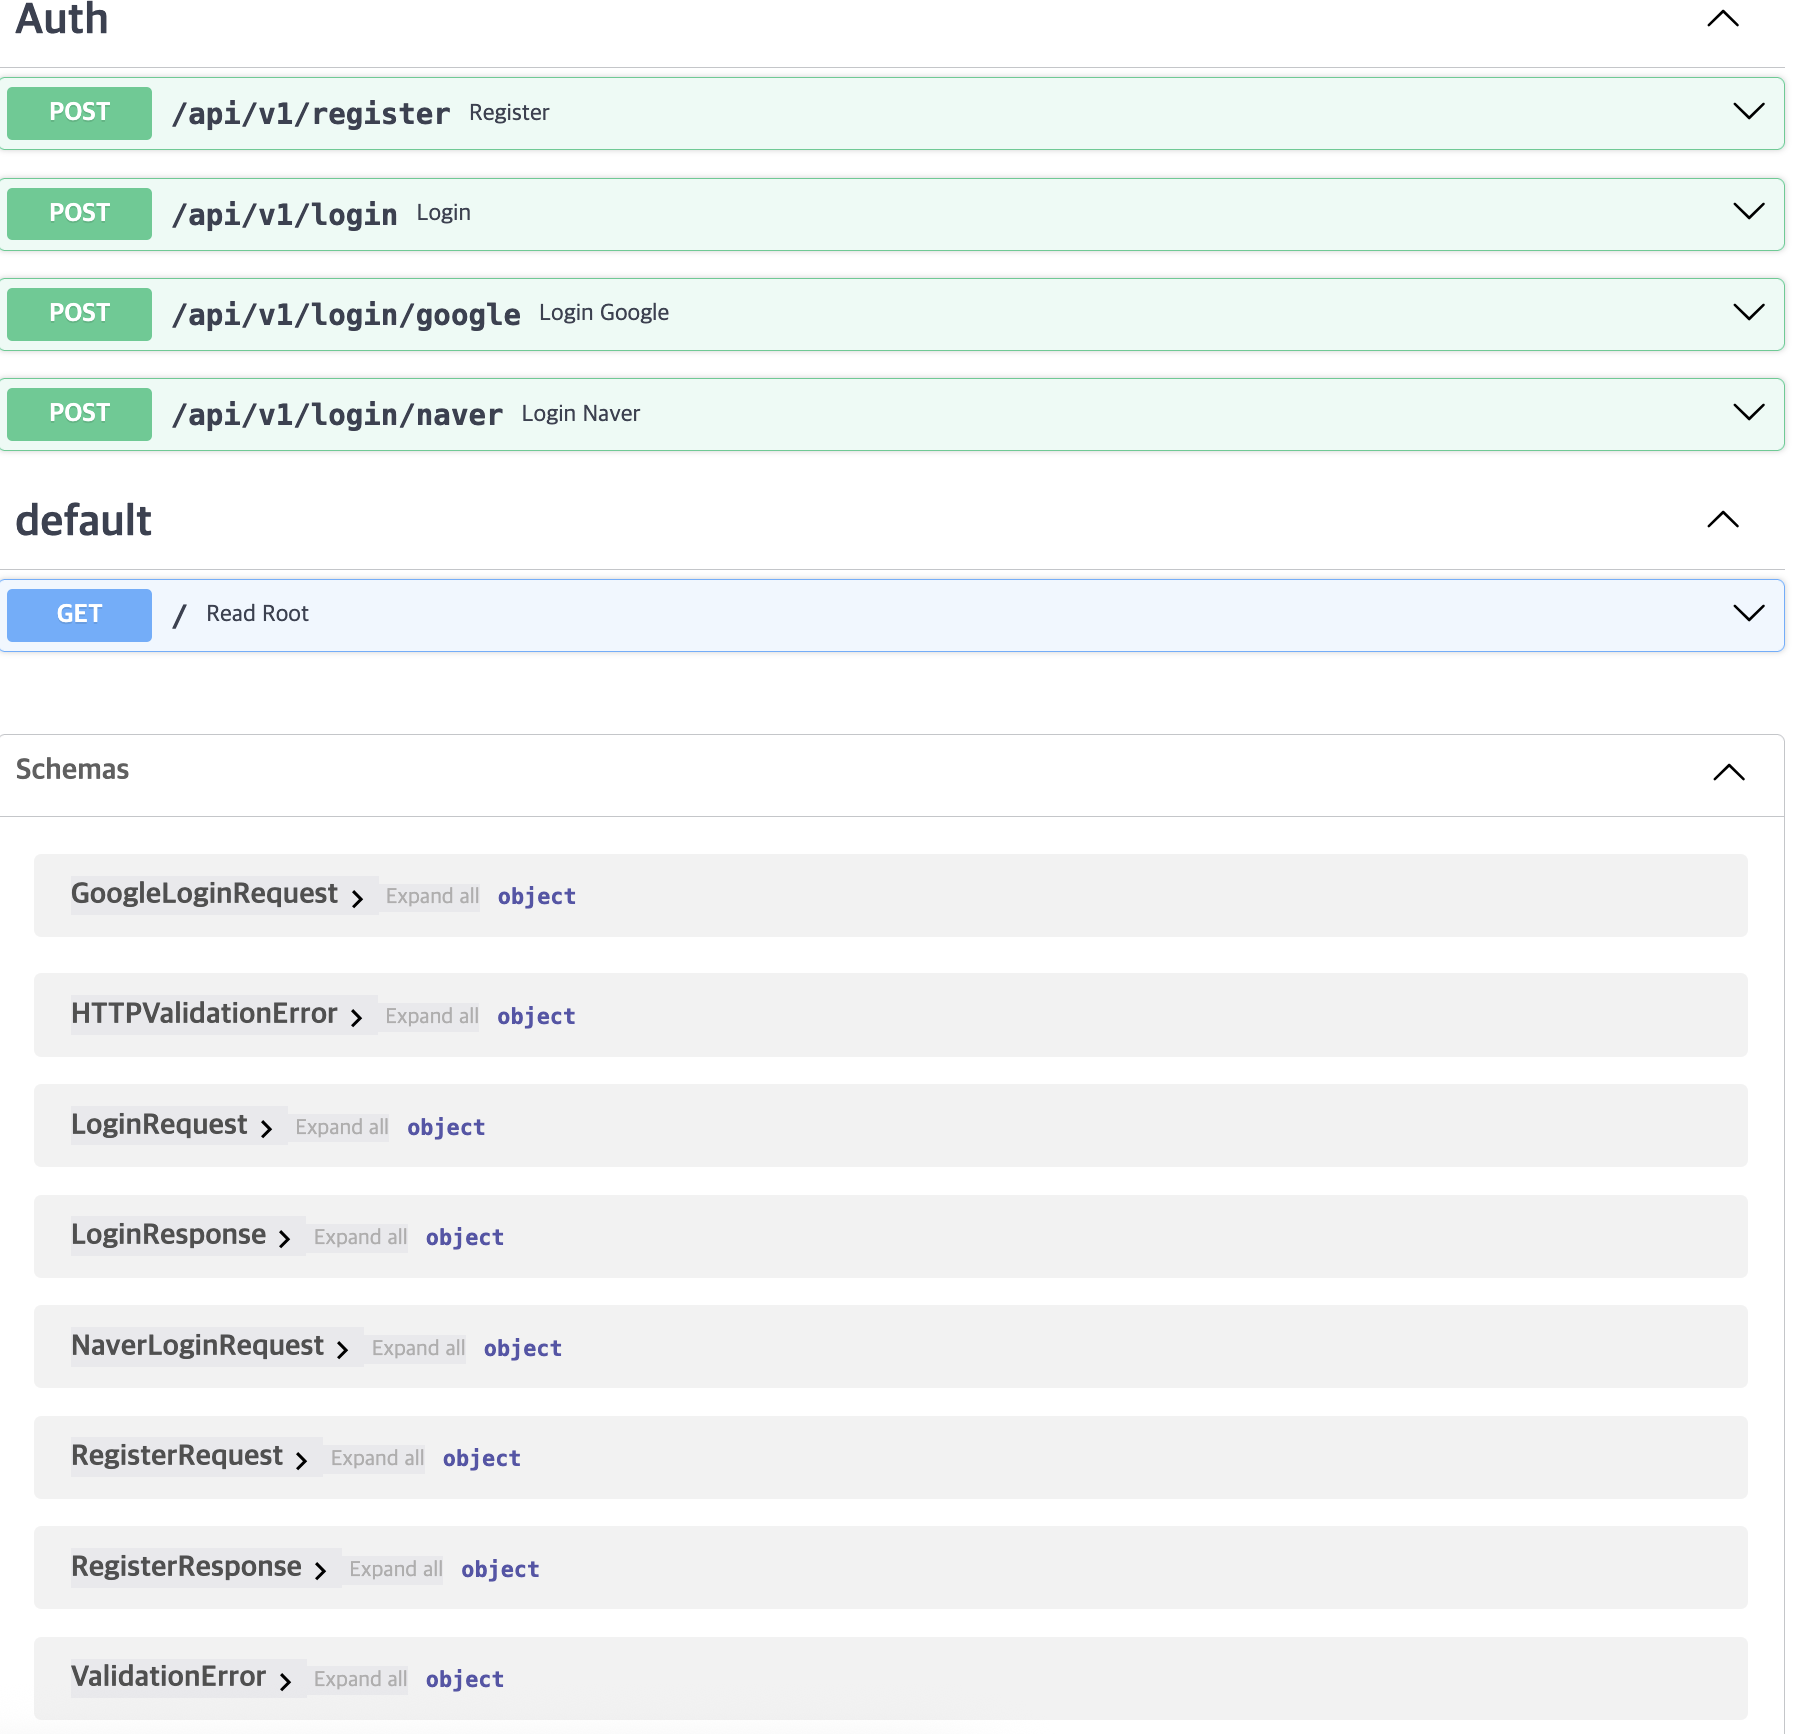 Auth
POST /api/v1/register Register
POST /api/v1/login Login
POST /api/v1/login/google Login Google
POST /api/v1/login/naver Login Naver
default
GET / Read Root
Schemas
GoogleLoginRequest Expand all object
HTTPValidationError Expand all object
LoginRequest Expand all object
LoginResponse Expand all object
NaverLoginRequest Expand all object
RegisterRequest Expand all object
RegisterResponse Expand all object
ValidationError Expand all object